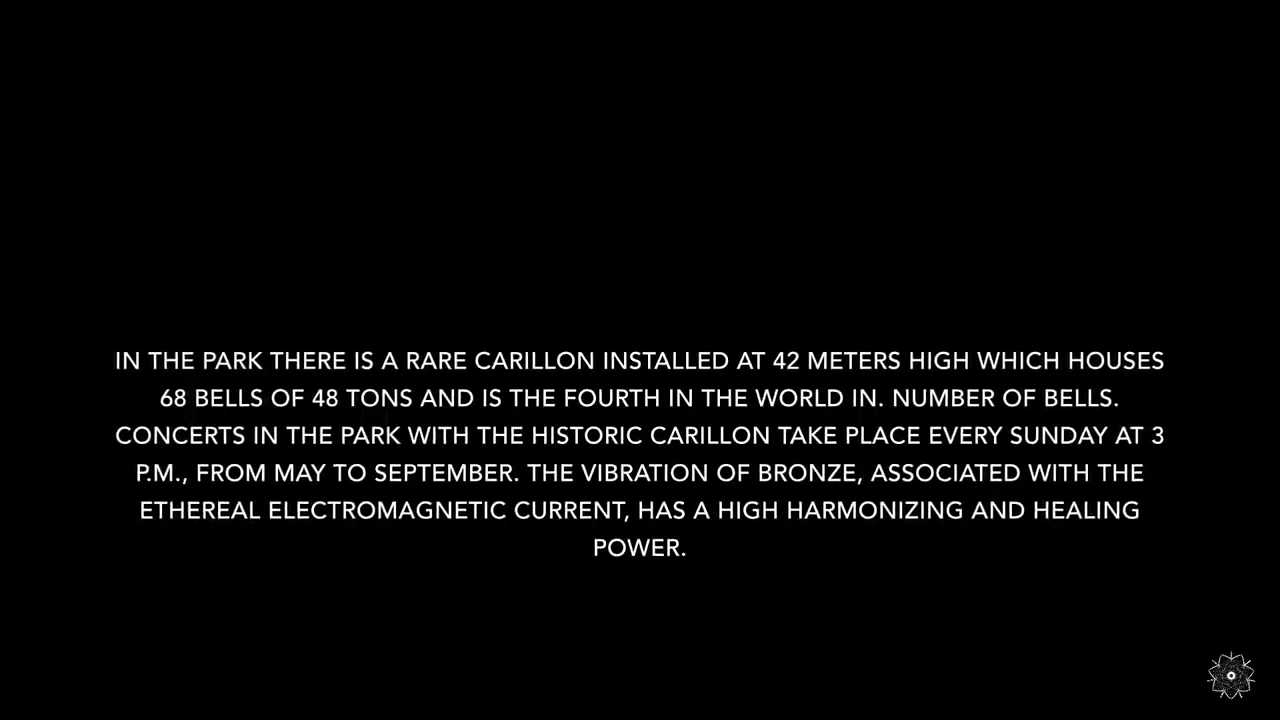 IN THE PARK THERE IS A RARE CARILLON INSTALLED AT 42 METERS HIGH WHICH HOUSES
68 BELLS OF 48 TONS AND IS THE FOURTH IN THE WORLD IN. NUMBER OF BELLS.
CONCERTS IN THE PARK WITH THE HISTORIC CARILLON TAKE PLACE EVERY SUNDAY AT 3
P.M., FROM MAY TO SEPTEMBER. THE VIBRATION OF BRONZE, ASSOCIATED WITH THE
ETHEREAL ELECTROMAGNETIC CURRENT, HAS A HIGH HARMONIZING AND HEALING
POWER.